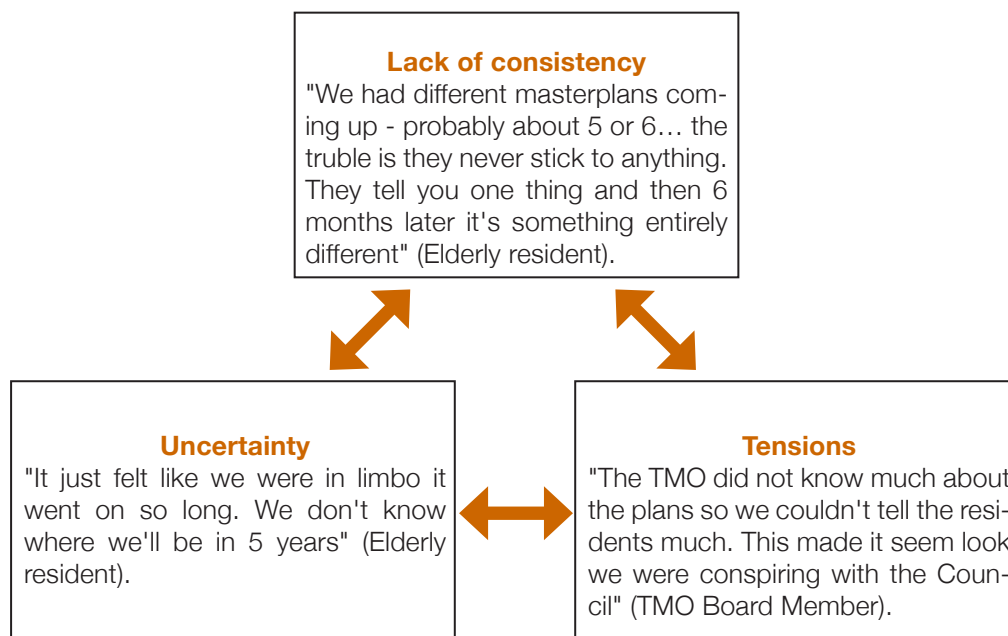 Lack of consistency
"We had different masterplans com-
ing up - probably about 5 or 6… the
truble is they never stick to anything.
They tell you one thing and then 6
months later it's something entirely
different" (Elderly resident).
Uncertainty
"It just felt like we were in limbo it
went on so long. We don't know
where we'll be in 5 years" (Elderly
resident).
Tensions
"The TMO did not know much about
the plans so we couldn't tell the resi-
dents much. This made it seem look
we were conspiring with the Coun-
cil" (TMO Board Member).